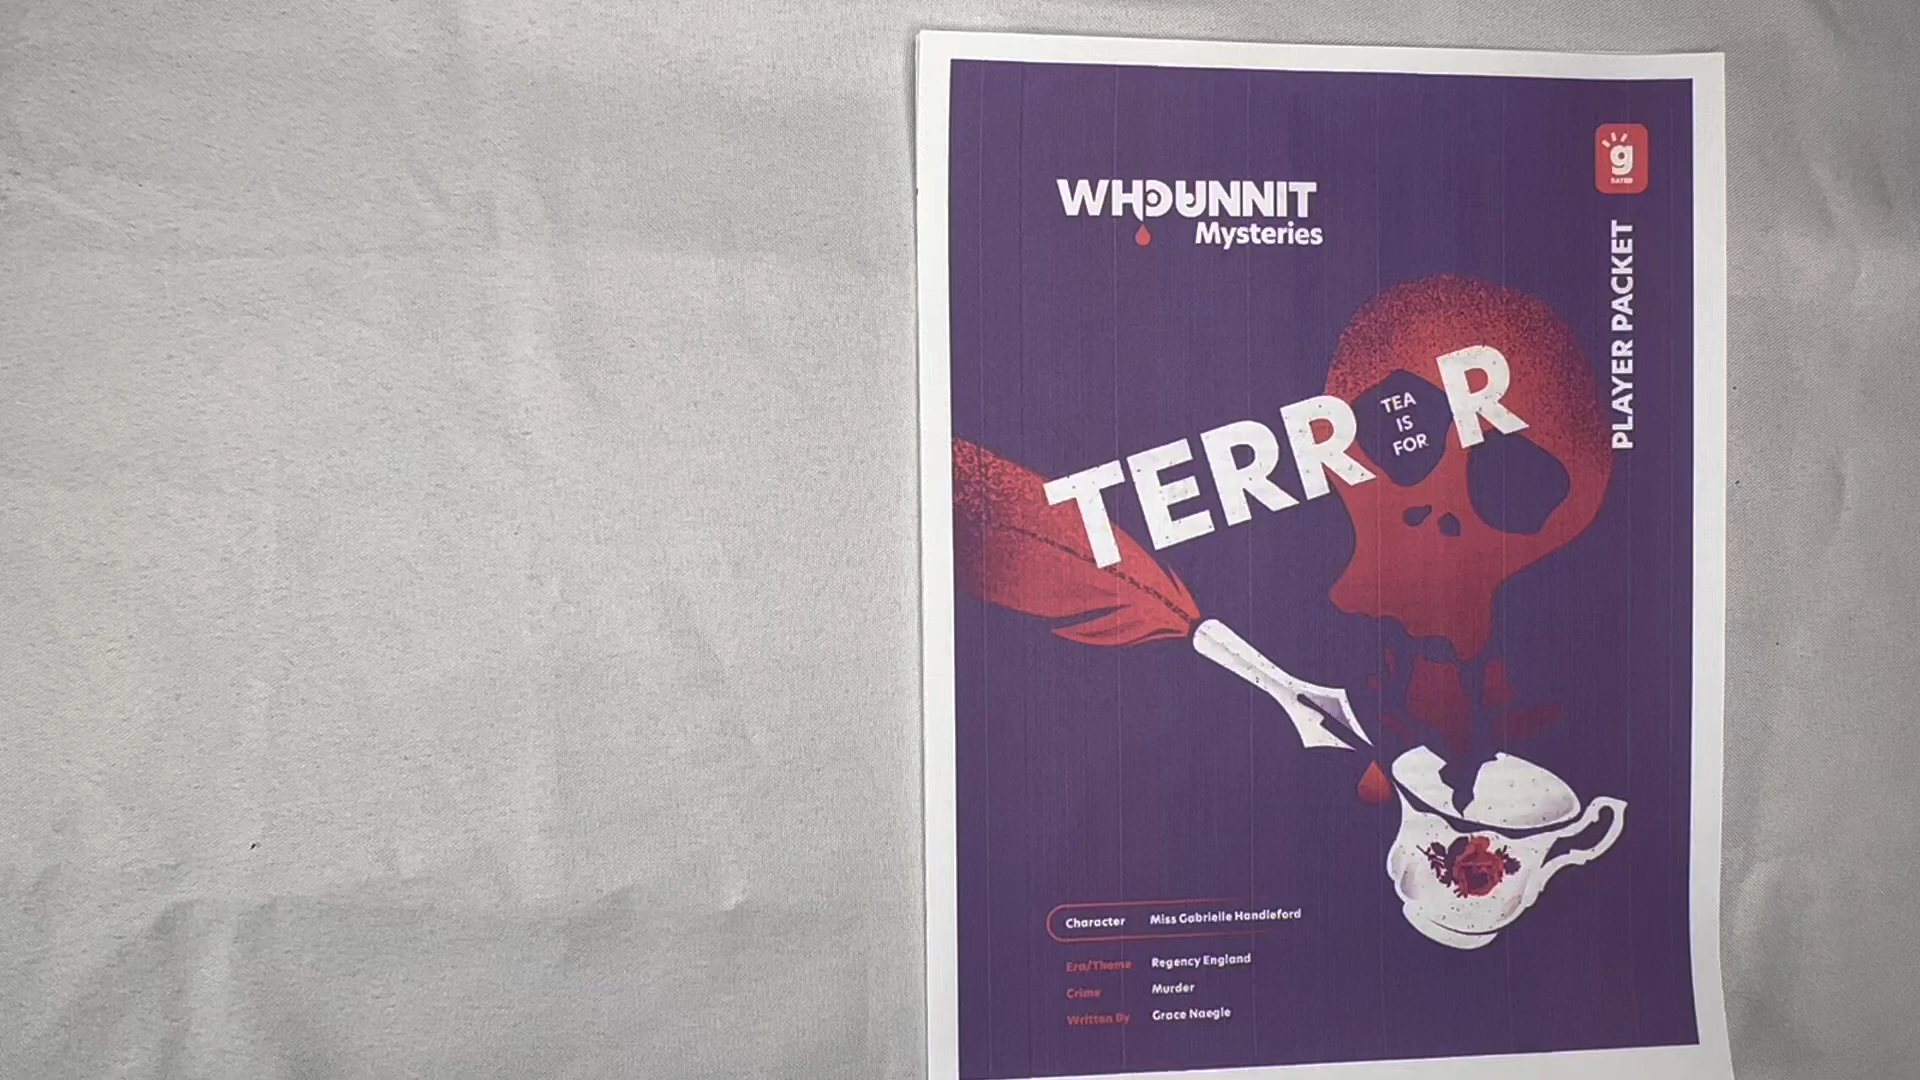 WHODUNNIT
Mysteries
g
RATED
PLAYER PACKET
TERROR
TEA
IS
FOR
Character Miss Gabrielle Handleford
Era/Theme Regency England
Crime Murder
Written By Grace Naegle